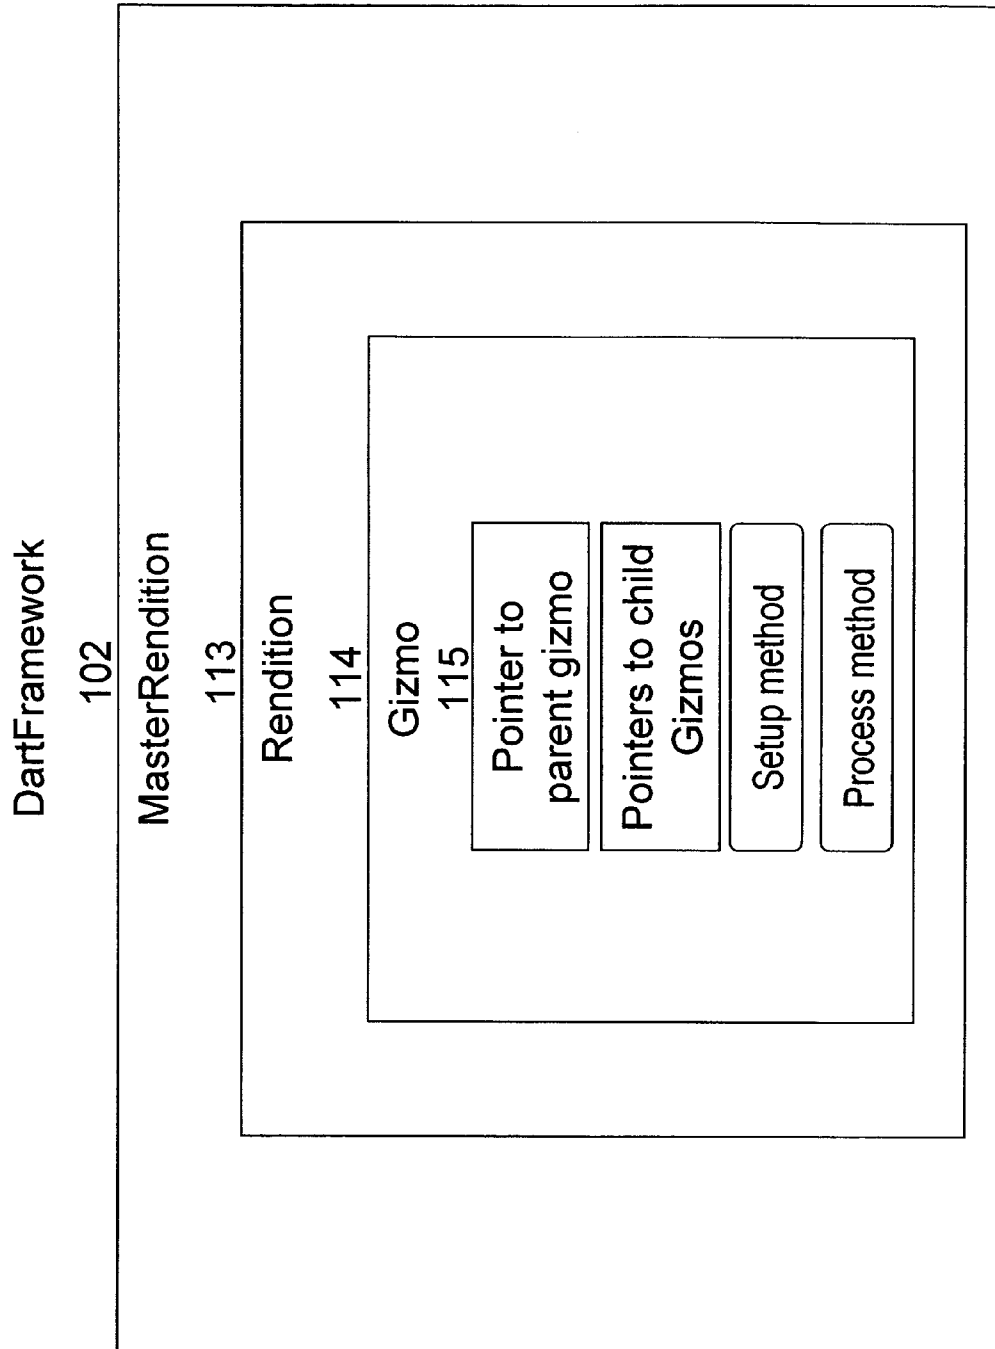 DartFramework
102
MasterRendition
113
Rendition
114
Gizmo
115
Pointer to
parent gizmo
Pointers to child
Gizmos
Setup method
Process method